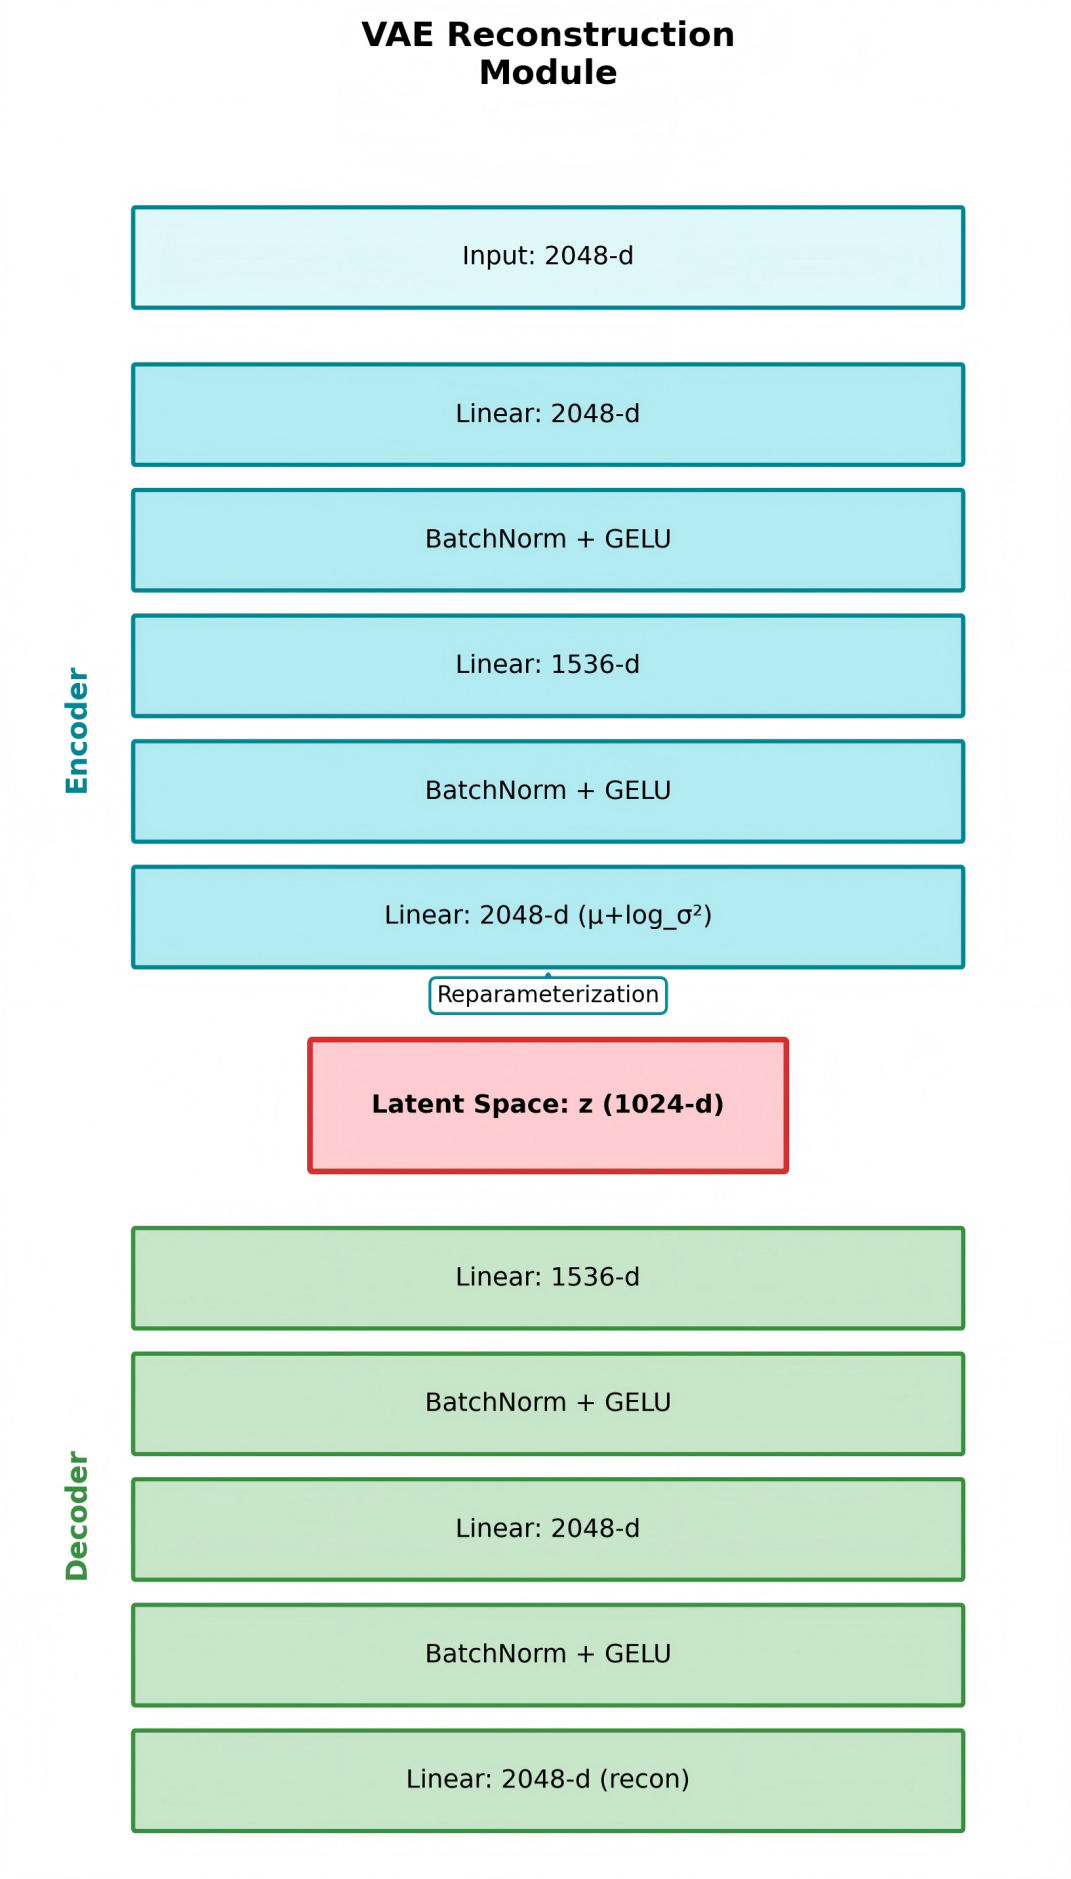 VAE Reconstruction
Module
Input: 2048-d
Linear: 2048-d
BatchNorm + GELU
Linear: 1536-d
Encoder
BatchNorm + GELU
Linear: 2048-d (μ+log_σ²)
Reparameterization
Latent Space: z (1024-d)
Linear: 1536-d
BatchNorm + GELU
Decoder
Linear: 2048-d
BatchNorm + GELU
Linear: 2048-d (recon)